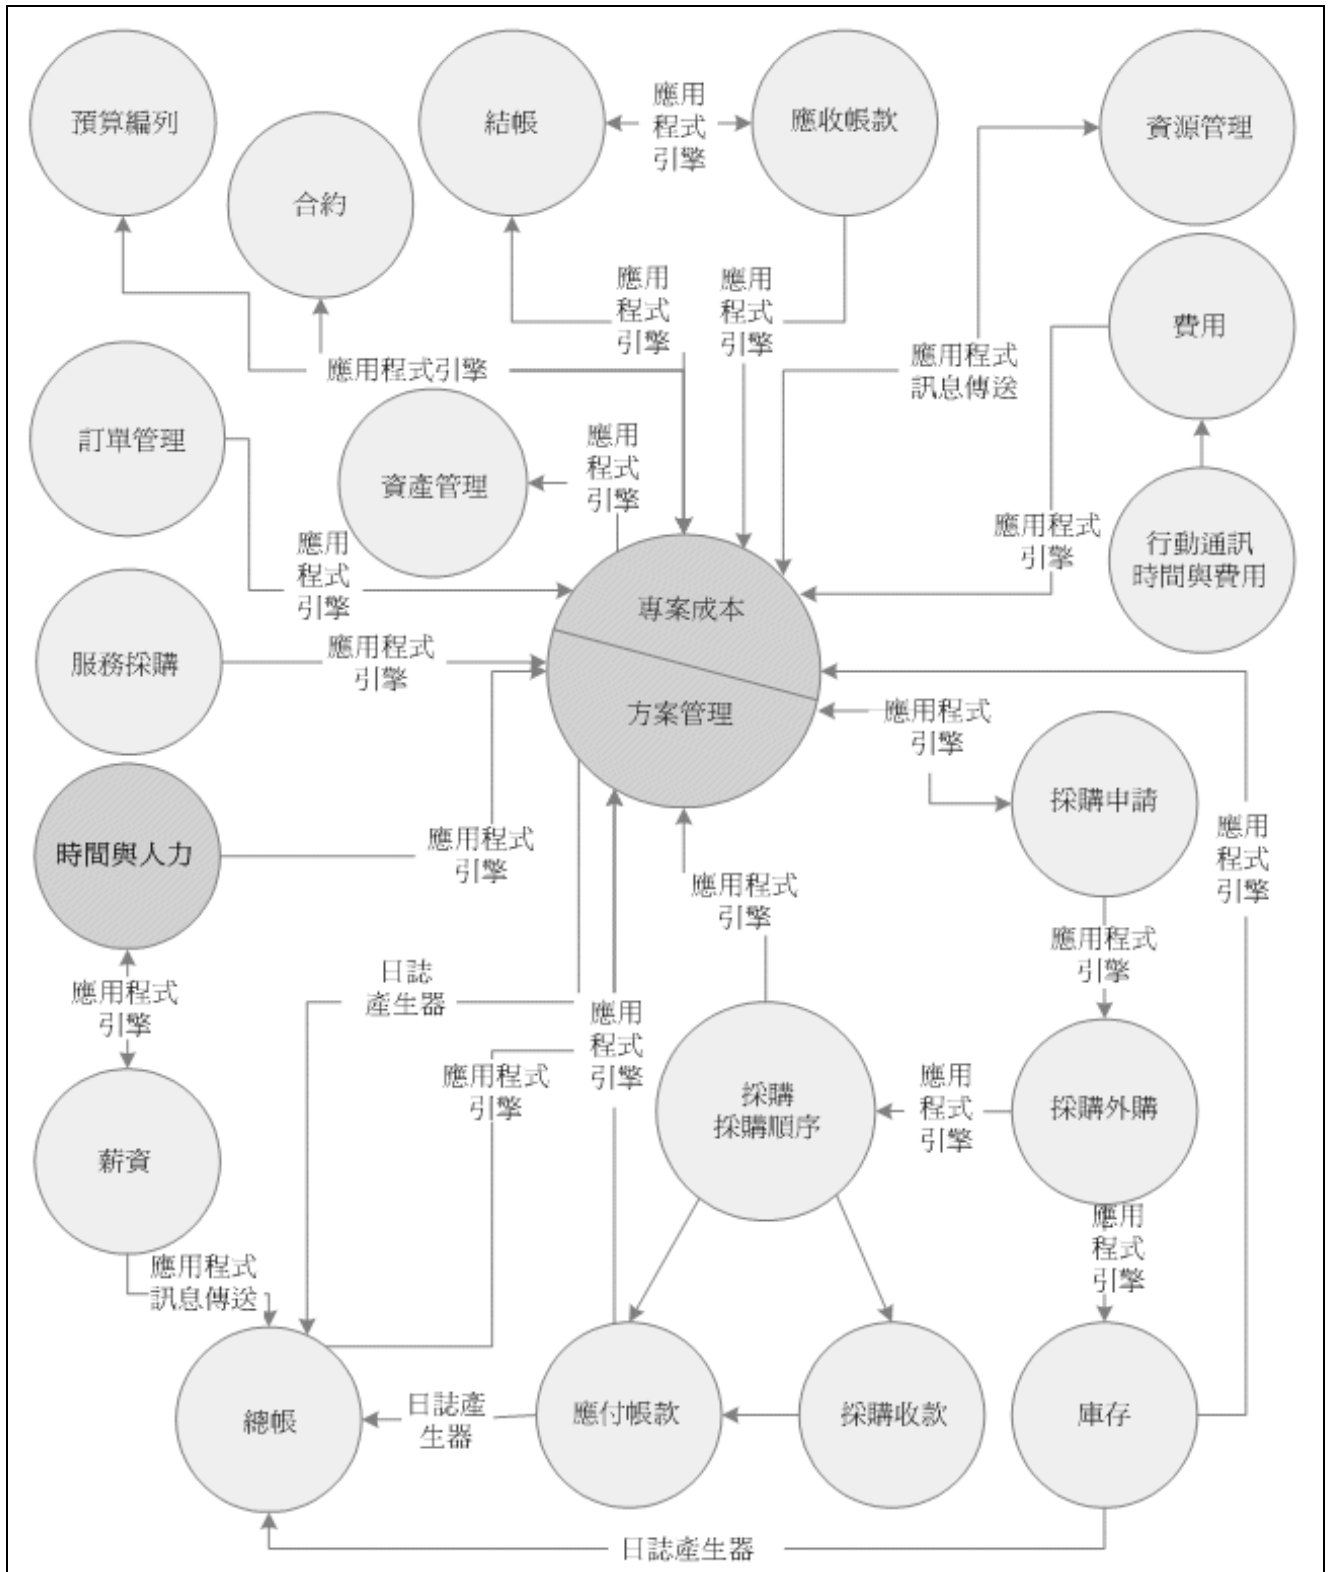 預算編列
合約
結帳
應用
程式
引擎
應收帳款
資源管理
應用
程式
引擎
應用
程式
引擎
費用
應用程式引擎
應用程式
訊息傳送
訂單管理
資產管理
應用
程式
引擎
應用程式
引擎
行動通訊
時間與費用
應用
程式
引擎
專案成本
服務採購
應用程式
引擎
方案管理
應用程式
引擎
採購申請
時間與人力
應用程式
引擎
應用程式
引擎
應用
程式
引擎
應用程式
引擎
應用程式
引擎
日誌
產生器
應用
程式
引擎
應用程式
引擎
採購
採購順序
應用
程式
引擎
採購外購
薪資
應用
程式
引擎
應用程式
訊息傳送
總帳
日誌產
生器
應付帳款
採購收款
庫存
日誌產生器